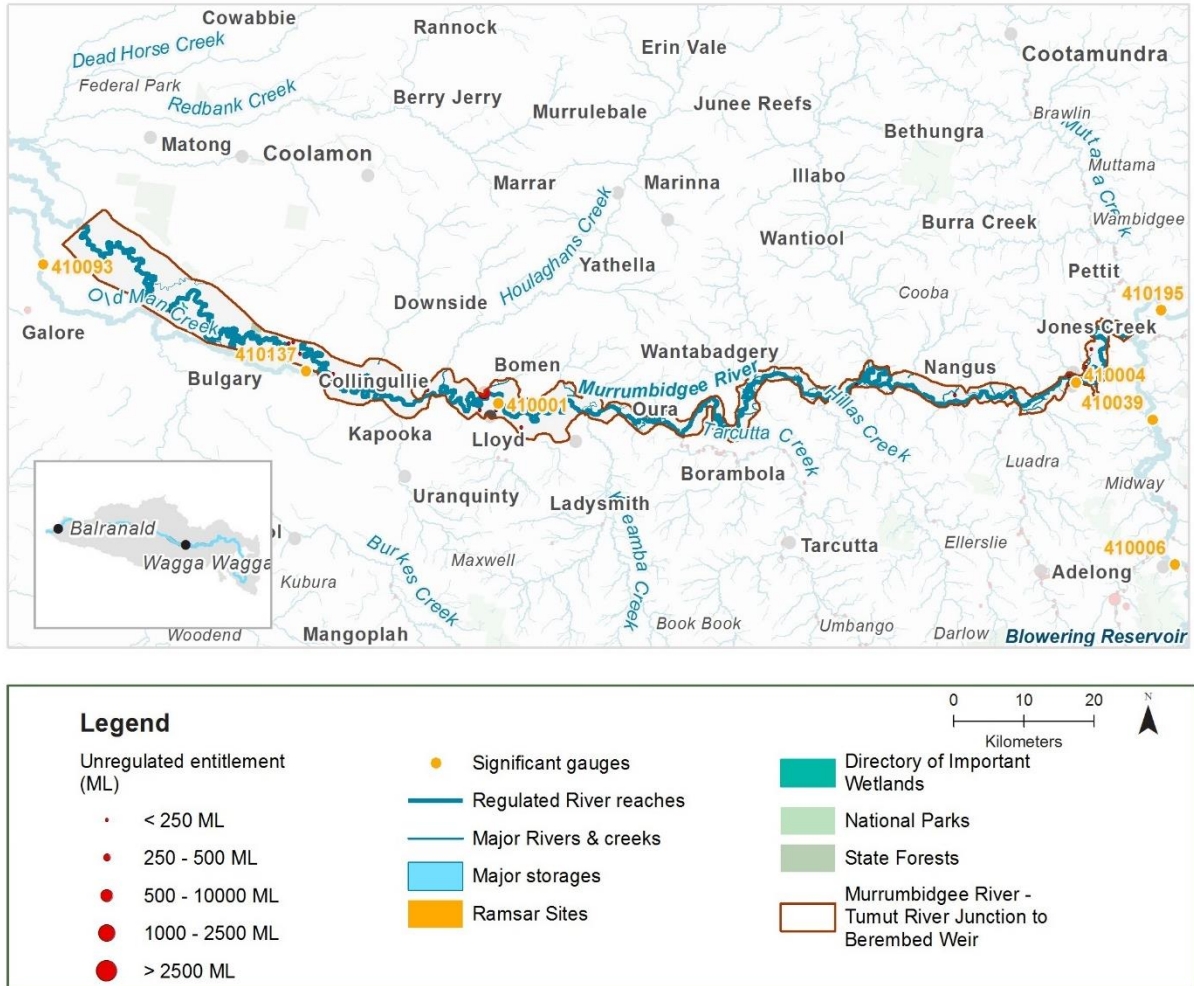 Cowabbie
Rannock
Dead Horse Creek
Erin Vale
Cootamundra
Federal Park
Redbank Creek
Berry Jerry
Murrulebale
Junee Reefs
Brawlin
Matong
Bethungra
Muttama Creek
Coolamon
Muttama
Marrar
Marinna
Illabo
Wambidgee
Burra Creek
Houlaghans Creek
Wantiool
Yathella
Pettit
410093
Cooba
410195
Old Man Creek
Downside
Galore
Jones Creek
410137
Wantabadgery
Bomen
Nangus
410004
Bulgary
Collingullie
Murrumbidgee River
410001
Oura
Hillas Creek
410039
Kapooka
Lloyd
Tarcutta Creek
Luadra
Borambola
Midway
Uranquinty
Ladysmith
Balranald
ol
Wagga Wagga
Keamba Creek
Burkes Creek
Tarcutta
Ellerslie
410006
Maxwell
Adelong
Kubura
Woodend
Mangoplah
Book Book
Umbango
Darlow
Blowering Reservoir
Legend
0 10 20
Kilometers
N
Unregulated entitlement
(ML)
< 250 ML
250 - 500 ML
500 - 10000 ML
1000 - 2500 ML
> 2500 ML
Significant gauges
Regulated River reaches
Major Rivers & creeks
Major storages
Ramsar Sites
Directory of Important
Wetlands
National Parks
State Forests
Murrumbidgee River -
Tumut River Junction to
Berembed Weir